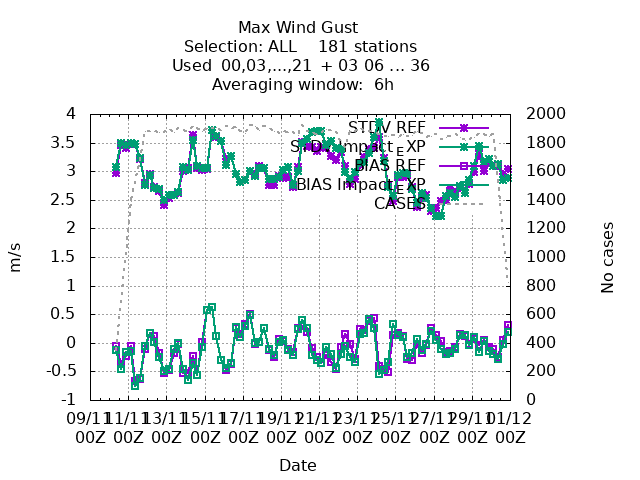 Max Wind Gust
Selection: ALL 181 stations
Used 00,03,...,21 + 03 06 ... 36
Averaging window: 6h
4
3.5
3
2.5
2
1.5
1
0.5
0
-0.5
-1
m/s
2000
1800
1600
1400
1200
1000
800
600
400
200
0
No cases
STDV REF
STDV Impact_EXP
BIAS REF
BIAS Impact_EXP
CASES
09/11 11/11 13/11 15/11 17/11 19/11 21/11 23/11 25/11 27/11 29/11 01/12
00Z 00Z 00Z 00Z 00Z 00Z 00Z 00Z 00Z 00Z 00Z 00Z
Date